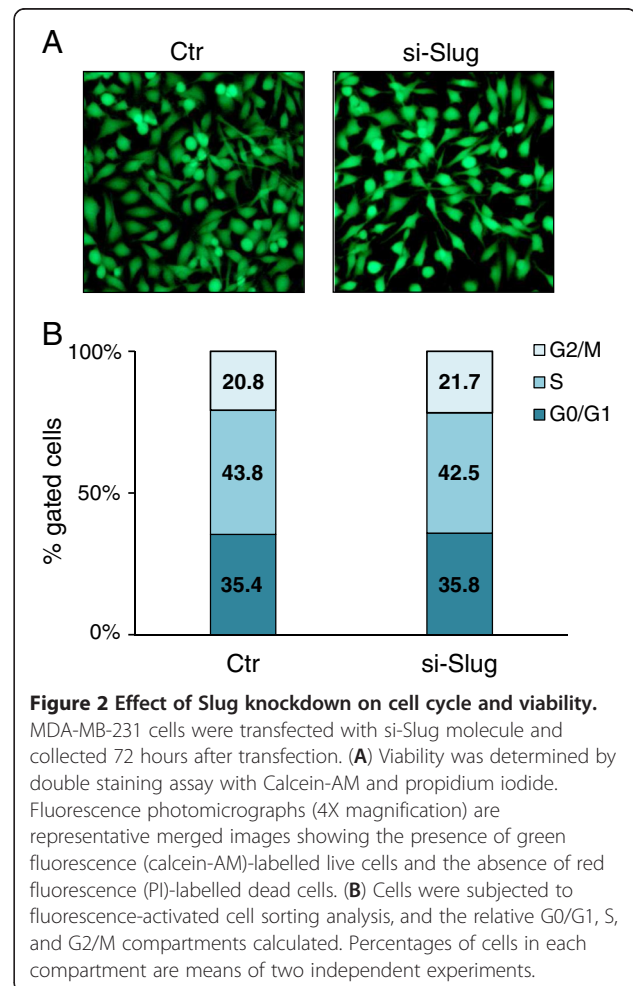 A
Ctr si-Slug
B
100%
50%
0%
% gated cells
20.8
43.8
35.4
21.7
42.5
35.8
G2/M
S
G0/G1
Ctr si-Slug
Figure 2 Effect of Slug knockdown on cell cycle and viability.
MDA-MB-231 cells were transfected with si-Slug molecule and
collected 72 hours after transfection. (A) Viability was determined by
double staining assay with Calcein-AM and propidium iodide.
Fluorescence photomicrographs (4X magnification) are
representative merged images showing the presence of green
fluorescence (calcein-AM)-labelled live cells and the absence of red
fluorescence (PI)-labelled dead cells. (B) Cells were subjected to
fluorescence-activated cell sorting analysis, and the relative G0/G1, S,
and G2/M compartments calculated. Percentages of cells in each
compartment are means of two independent experiments.